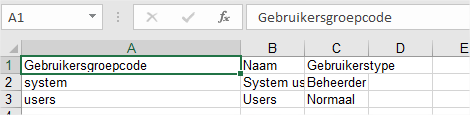 A1 fx Gebruikersgroepcode
A B C D E
1 Gebruikersgroepcode Naam Gebruikerstype
2 system System us Beheerder
3 users Users Normaal